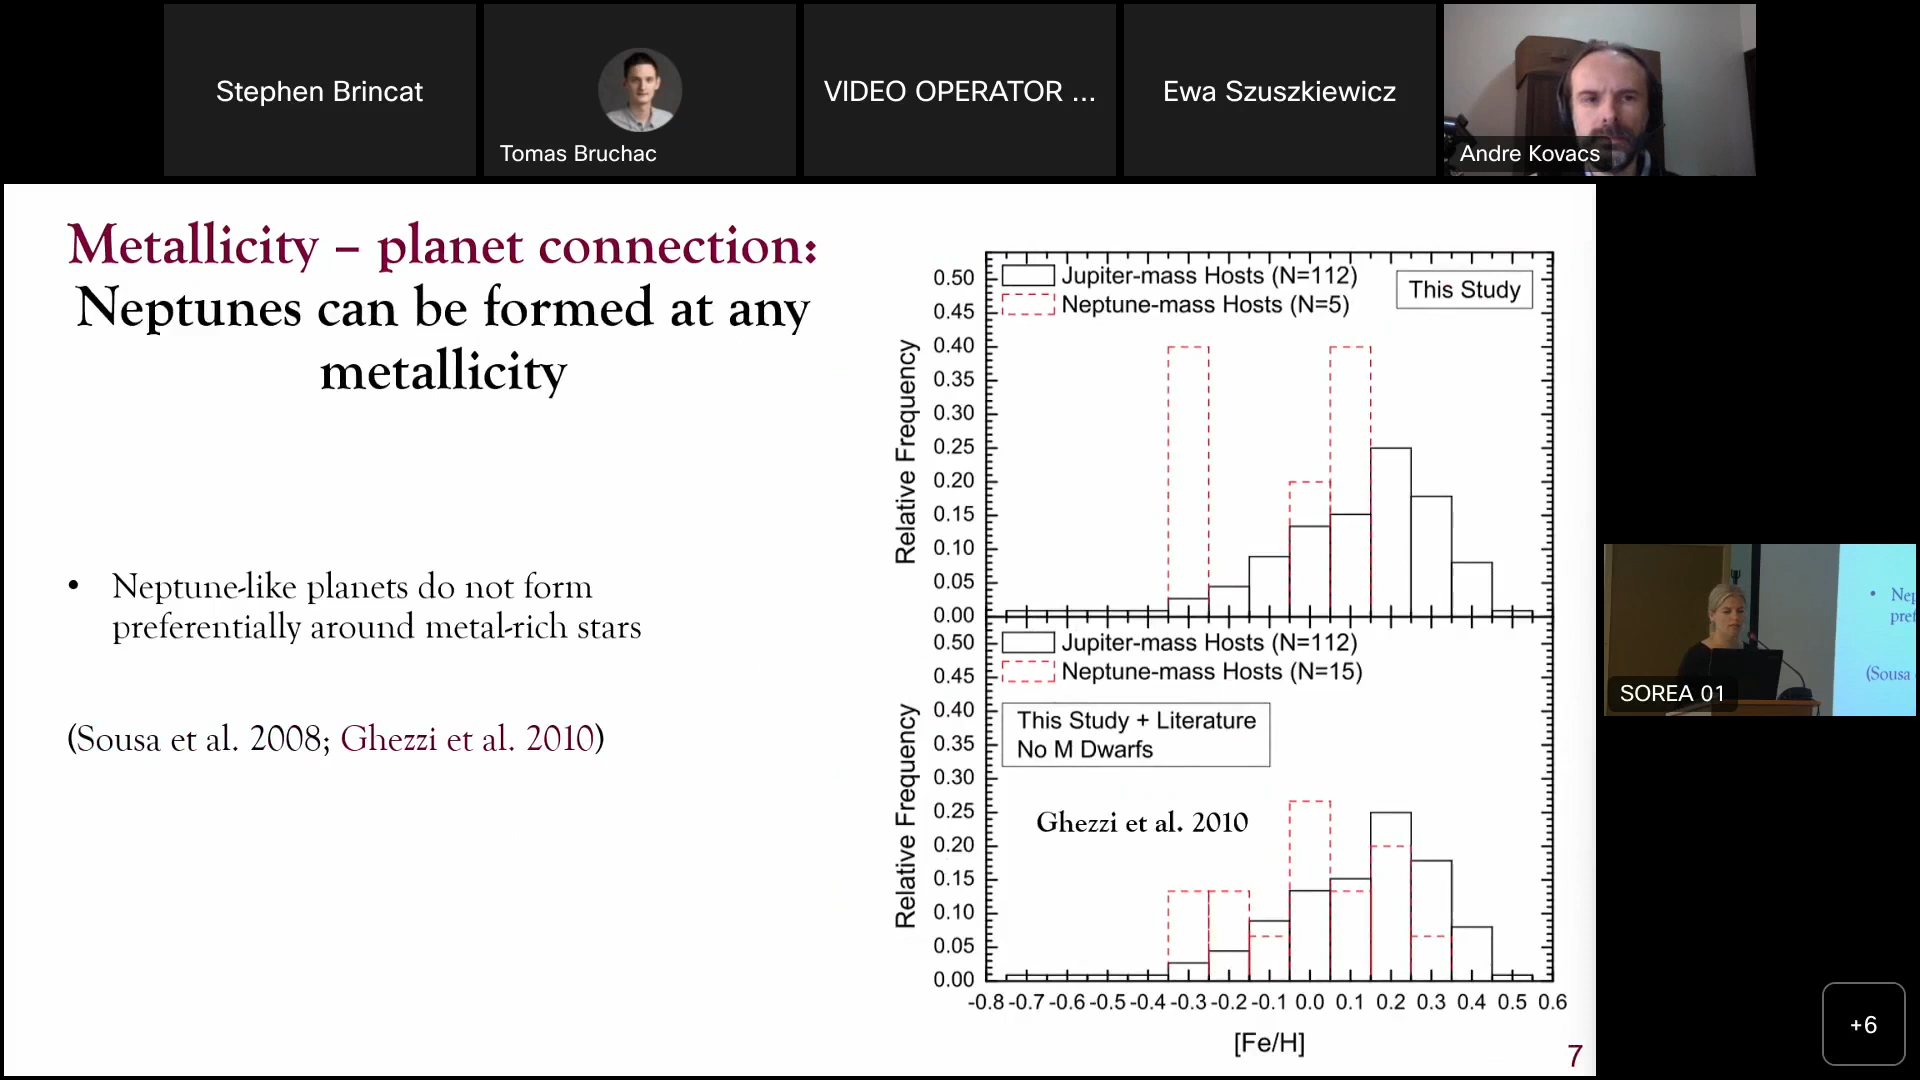 Stephen Brincat
Tomas Bruchac
VIDEO OPERATOR ...
Ewa Szuszkiewicz
Andre Kovacs
Metallicity – planet connection:
Neptunes can be formed at any
metallicity
• Neptune-like planets do not form
preferentially around metal-rich stars
(Sousa et al. 2008; Ghezzi et al. 2010)
Jupiter-mass Hosts (N=112)
Neptune-mass Hosts (N=5)
This Study
Relative Frequency
0.50
0.45
0.40
0.35
0.30
0.25
0.20
0.15
0.10
0.05
0.00
Jupiter-mass Hosts (N=112)
Neptune-mass Hosts (N=15)
This Study + Literature
No M Dwarfs
Ghezzi et al. 2010
Relative Frequency
0.50
0.45
0.40
0.35
0.30
0.25
0.20
0.15
0.10
0.05
0.00
-0.8 -0.7 -0.6 -0.5 -0.4 -0.3 -0.2 -0.1 0.0 0.1 0.2 0.3 0.4 0.5 0.6
[Fe/H]
7
• Nep
pref
(Sousa
SOREA 01
+6